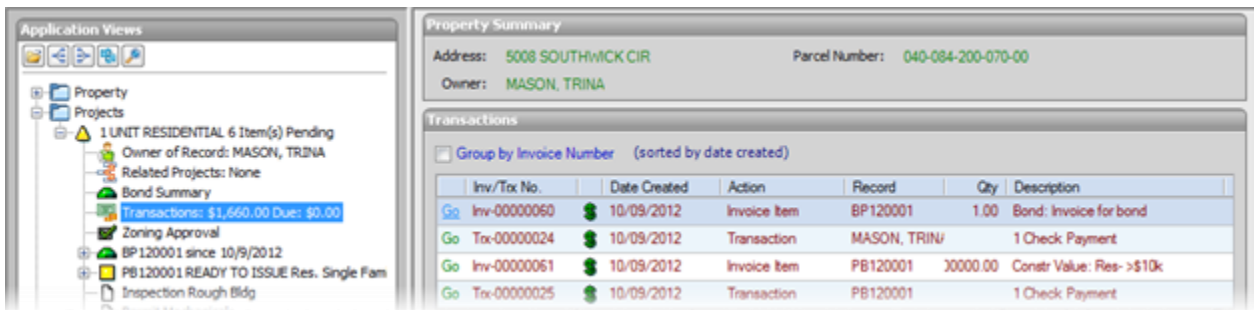 Application Views
Property
Projects
1 UNIT RESIDENTIAL 6 Item(s) Pending
Owner of Record: MASON, TRINA
Related Projects: None
Bond Summary
Transactions: $1,660.00 Due: $0.00
Zoning Approval
BP120001 since 10/9/2012
PB120001 READY TO ISSUE Res. Single Fam
Inspection Rough Bldg
Property Summary
Address: 5008 SOUTHWICK CIR Parcel Number: 040-084-200-070-00
Owner: MASON, TRINA
Transactions
Group by Invoice Number (sorted by date created)
Inv/Trx No. Date Created Action Record Qty Description
Go Inv-00000060 $ 10/09/2012 Invoice Item BP120001 1.00 Bond: Invoice for bond
Go Trx-00000024 $ 10/09/2012 Transaction MASON, TRIN 1 Check Payment
Go Inv-00000061 $ 10/09/2012 Invoice Item PB120001 00000.00 Constr Value: Res- >$10k
Go Trx-00000025 $ 10/09/2012 Transaction PB120001 1 Check Payment